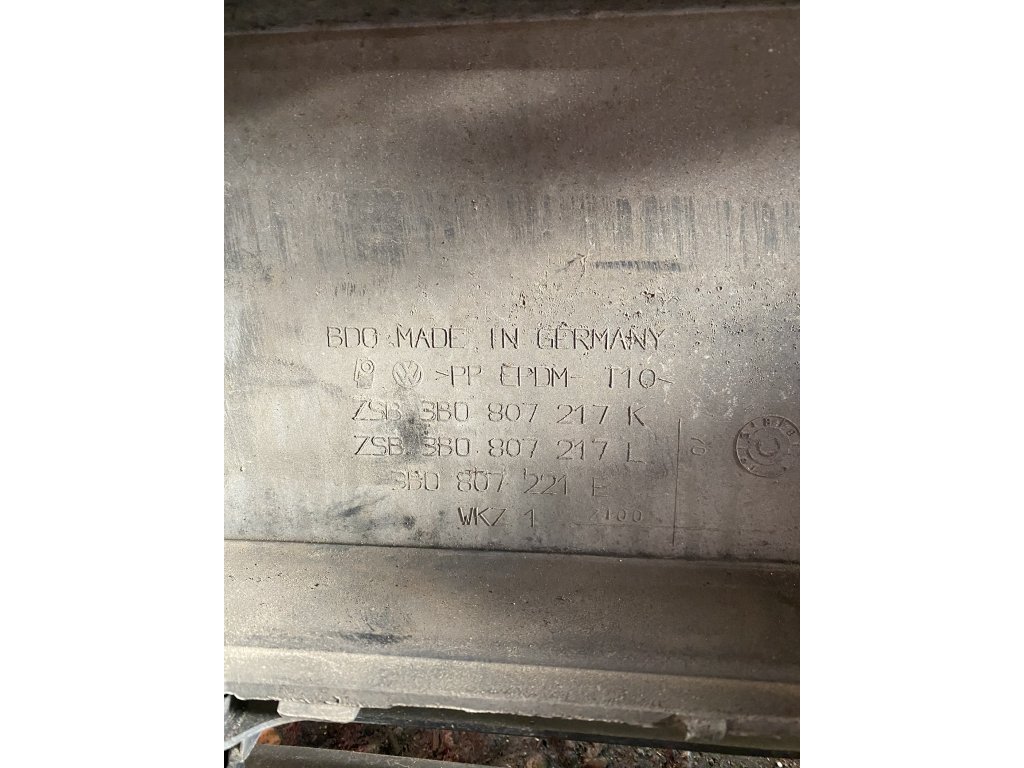 BDO MADE IN GERMANY
>PP EPDM- T10<
ZSB 3B0 807 217 K
ZSB 3B0 807 217 L
3B0 807 221 E
WKZ 1